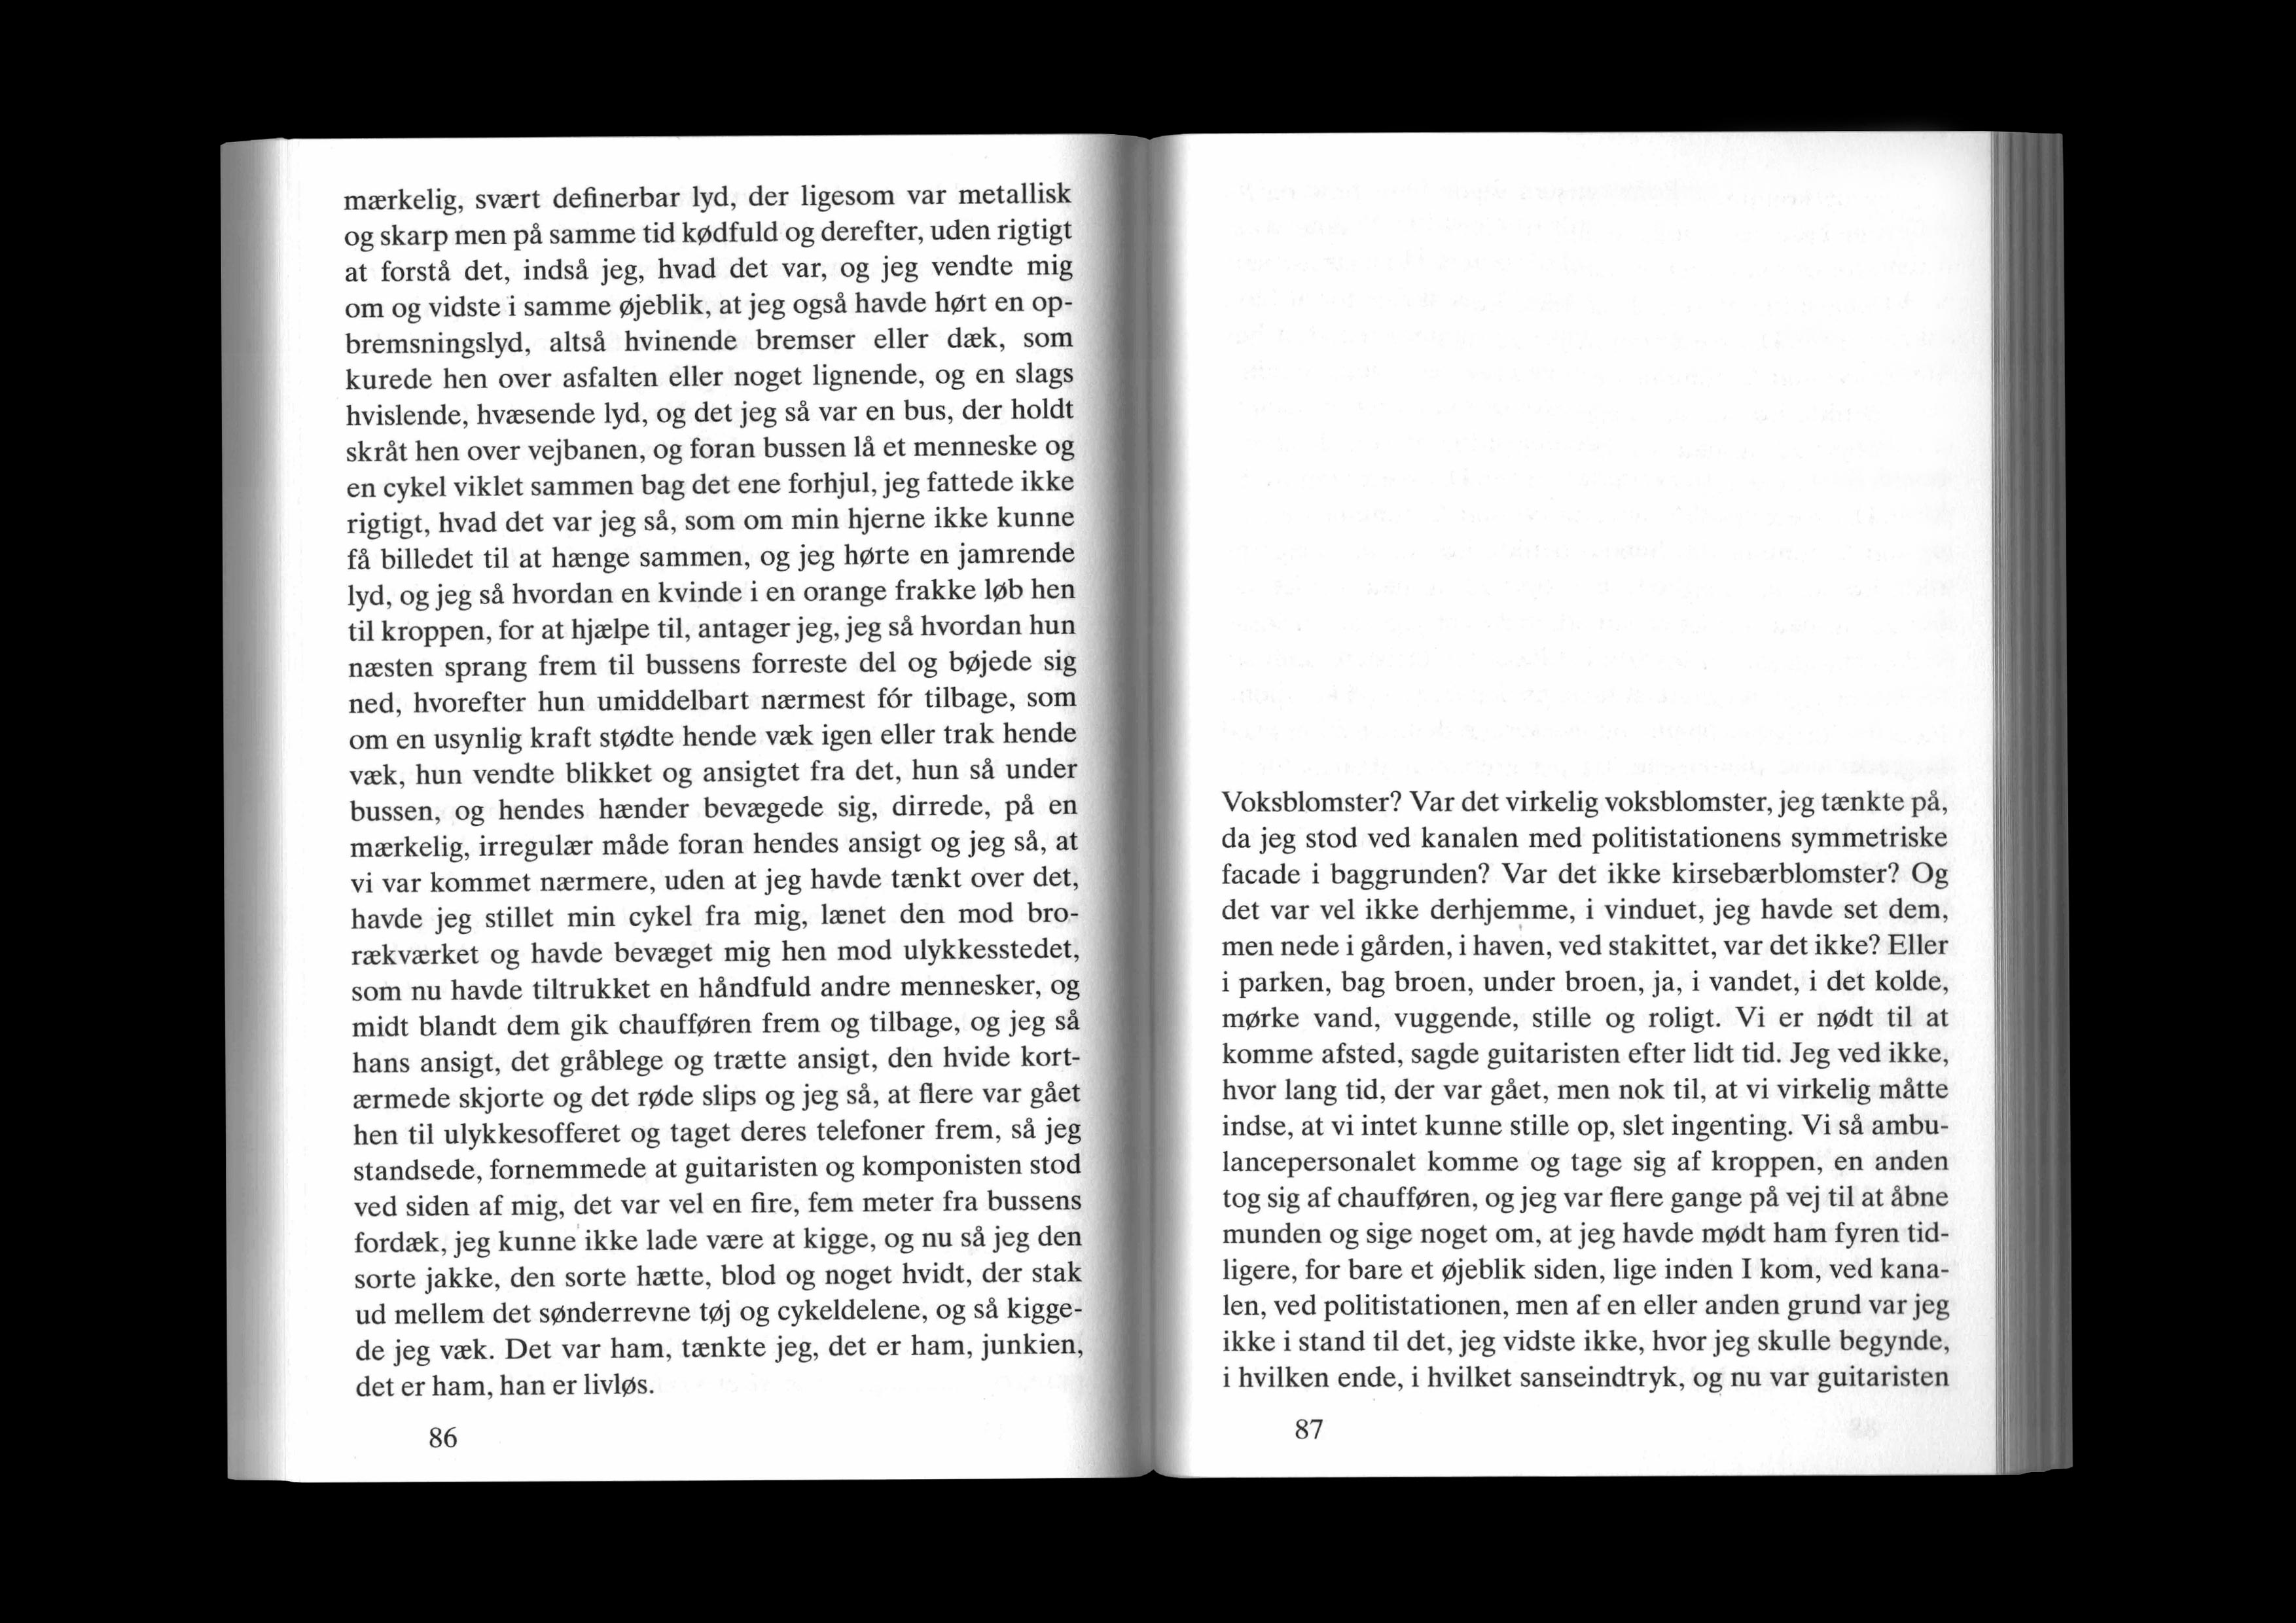 mærkelig, svært definerbar lyd, der ligesom var metallisk
og skarp men på samme tid kødfuld og derefter, uden rigtigt
at forstå det, indså jeg, hvad det var, og jeg vendte mig
om og vidste i samme øjeblik, at jeg også havde hørt en op-
bremsningslyd, altså hvinende bremser eller dæk, som
kurede hen over asfalten eller noget lignende, og en slags
hvislende, hvæsende lyd, og det jeg så var en bus, der holdt
skråt hen over vejbanen, og foran bussen lå et menneske og
en cykel viklet sammen bag det ene forhjul, jeg fattede ikke
rigtigt, hvad det var jeg så, som om min hjerne ikke kunne
få billedet til at hænge sammen, og jeg hørte en jamrende
lyd, og jeg så hvordan en kvinde i en orange frakke løb hen
til kroppen, for at hjælpe til, antager jeg, jeg så hvordan hun
næsten sprang frem til bussens forreste del og bøjede sig
ned, hvorefter hun umiddelbart nærmest fór tilbage, som
om en usynlig kraft stødte hende væk igen eller trak hende
væk, hun vendte blikket og ansigtet fra det, hun så under
bussen, og hendes hænder bevægede sig, dirrede, på en
mærkelig, irregulær måde foran hendes ansigt og jeg så, at
vi var kommet nærmere, uden at jeg havde tænkt over det,
havde jeg stillet min cykel fra mig, lænet den mod bro-
rækværket og havde bevæget mig hen mod ulykkesstedet,
som nu havde tiltrukket en håndfuld andre mennesker, og
midt blandt dem gik chaufføren frem og tilbage, og jeg så
hans ansigt, det gråblege og trætte ansigt, den hvide kort-
ærmede skjorte og det røde slips og jeg så, at flere var gået
hen til ulykkesofferet og taget deres telefoner frem, så jeg
standsede, fornemmede at guitaristen og komponisten stod
ved siden af mig, det var vel en fire, fem meter fra bussens
fordæk, jeg kunne ikke lade være at kigge, og nu så jeg den
sorte jakke, den sorte hætte, blod og noget hvidt, der stak
ud mellem det sønderrevne tøj og cykeldelene, og så kigge-
de jeg væk. Det var ham, tænkte jeg, det er ham, junkien,
det er ham, han er livløs.
86
Voksblomster? Var det virkelig voksblomster, jeg tænkte på,
da jeg stod ved kanalen med politistationens symmetriske
facade i baggrunden? Var det ikke kirsebærblomster? Og
det var vel ikke derhjemme, i vinduet, jeg havde set dem,
men nede i gården, i haven, ved stakittet, var det ikke? Eller
i parken, bag broen, under broen, ja, i vandet, i det kolde,
mørke vand, vuggende, stille og roligt. Vi er nødt til at
komme afsted, sagde guitaristen efter lidt tid. Jeg ved ikke,
hvor lang tid, der var gået, men nok til, at vi virkelig måtte
indse, at vi intet kunne stille op, slet ingenting. Vi så ambu-
lancepersonalet komme og tage sig af kroppen, en anden
tog sig af chaufføren, og jeg var flere gange på vej til at åbne
munden og sige noget om, at jeg havde mødt ham fyren tid-
ligere, for bare et øjeblik siden, lige inden I kom, ved kana-
len, ved politistationen, men af en eller anden grund var jeg
ikke i stand til det, jeg vidste ikke, hvor jeg skulle begynde,
i hvilken ende, i hvilket sanseindtryk, og nu var guitaristen
87